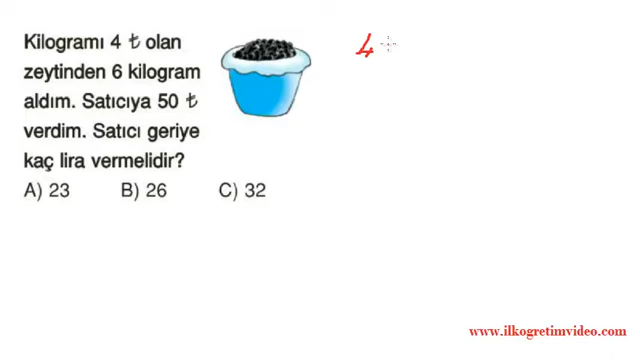 Kilogramı 4 ₺ olan
zeytinden 6 kilogram
aldım. Satıcıya 50 ₺
verdim. Satıcı geriye
kaç lira vermelidir?
A) 23 B) 26 C) 32
4
www.ilkogretimvideo.com